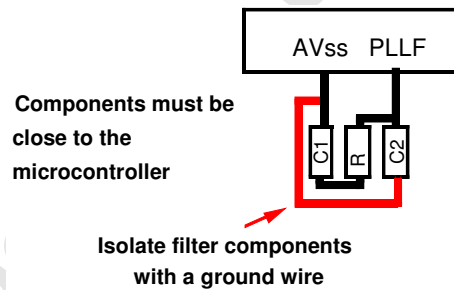 AVss PLLF
Components must be
close to the
microcontroller
C1
R
C2
Isolate filter components
with a ground wire